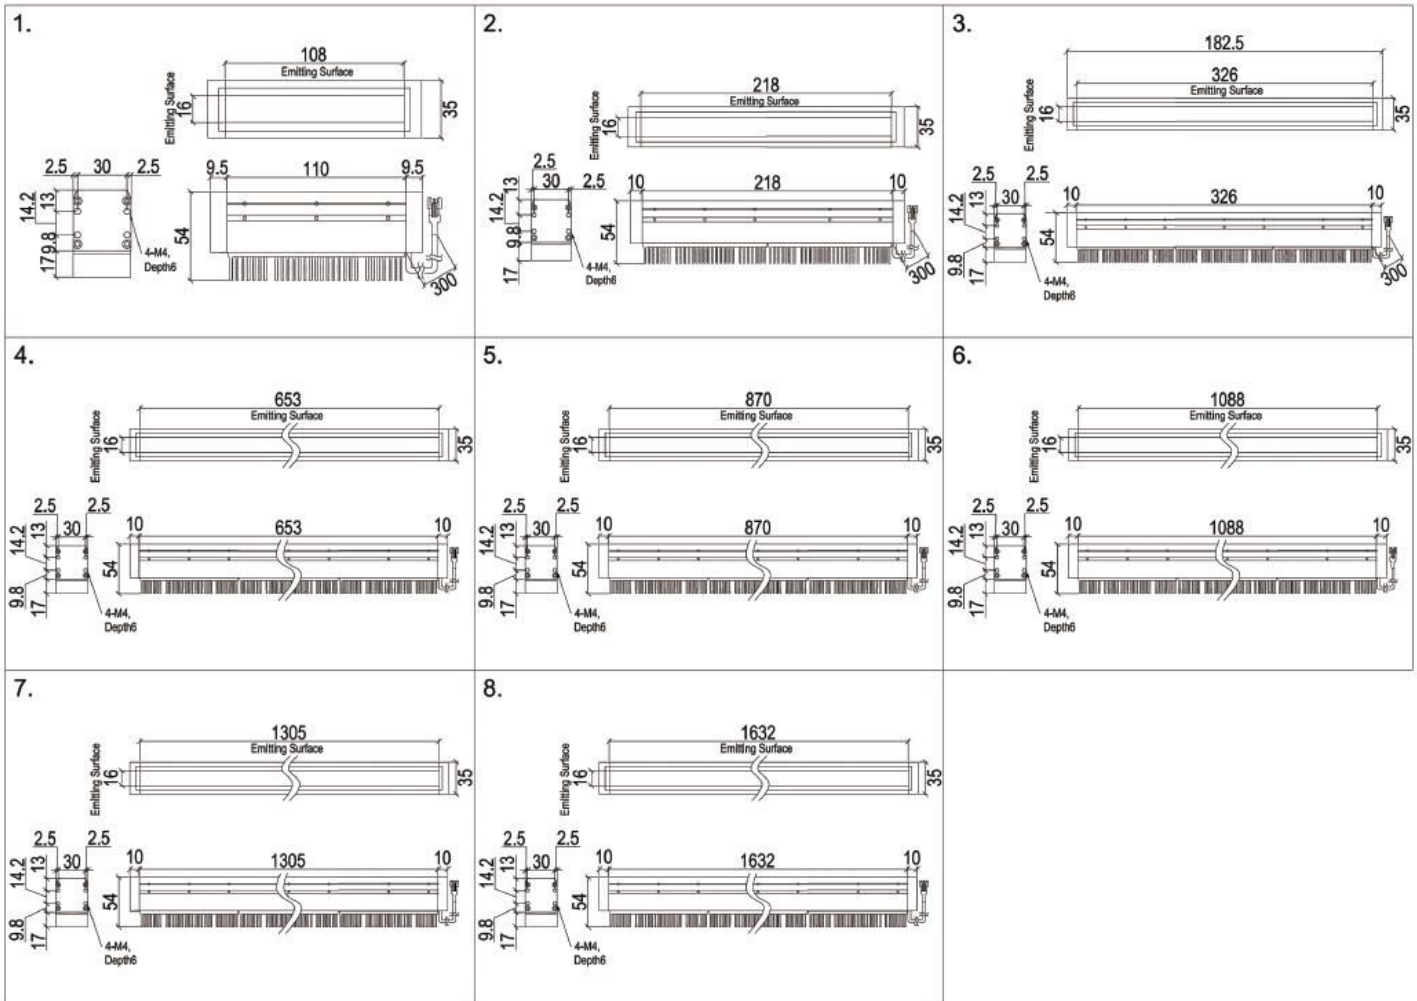 1.
108
Emitting Surface
Emitting Surface
16
35
2.5 30 2.5
14.2
13
9.8
17
4-M4,
Depth6
9.5 110 9.5
54
300
2.
218
Emitting Surface
Emitting Surface
16
35
2.5
30 2.5
14.2
13
9.8
17
4-M4,
Depth6
10 218 10
54
300
3.
182.5
326
Emitting Surface
Emitting Surface
16
35
2.5 2.5
30
14.2
13
9.8
17
4-M4,
Depth6
10 326 10
54
300
4.
653
Emitting Surface
Emitting Surface
16
35
2.5 2.5
30
14.2
13
9.8
17
4-M4,
Depth6
10 653 10
54
5.
870
Emitting Surface
Emitting Surface
16
35
2.5 2.5
30
14.2
13
9.8
17
4-M4,
Depth6
10 870 10
54
6.
1088
Emitting Surface
Emitting Surface
16
35
2.5 2.5
30
14.2
13
9.8
17
4-M4,
Depth6
10 1088 10
54
7.
1305
Emitting Surface
Emitting Surface
16
35
2.5 2.5
30
14.2
13
9.8
17
4-M4,
Depth6
10 1305 10
54
8.
1632
Emitting Surface
Emitting Surface
16
35
2.5 2.5
30
14.2
13
9.8
17
4-M4,
Depth6
10 1632 10
54